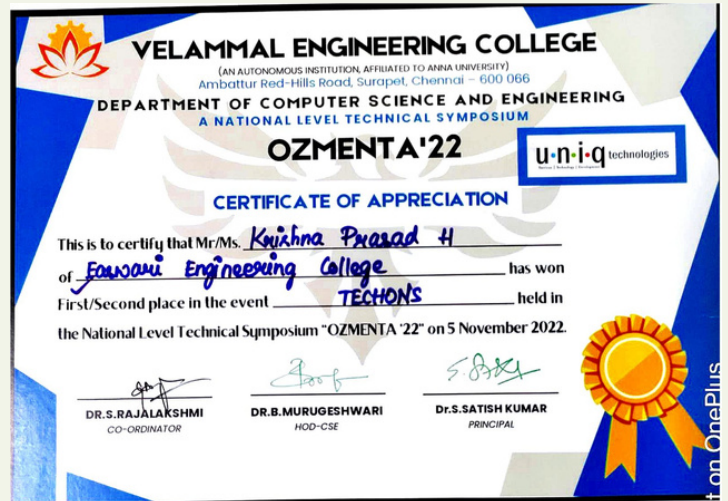 VELAMMAL ENGINEERING COLLEGE
(AN AUTONOMOUS INSTITUTION, AFFILIATED TO ANNA UNIVERSITY)
Ambattur Red-Hills Road, Surapet, Chennai – 600 066
DEPARTMENT OF COMPUTER SCIENCE AND ENGINEERING
A NATIONAL LEVEL TECHNICAL SYMPOSIUM
OZMENTA'22
u·n·i·q technologies
CERTIFICATE OF APPRECIATION
This is to certify that Mr/Ms. Krishna Prasad H
of Easwari Engineering College has won
First/Second place in the event TECHONS held in
the National Level Technical Symposium "OZMENTA '22" on 5 November 2022.
DR.S.RAJALAKSHMI
CO-ORDINATOR
DR.B.MURUGESHWARI
HOD-CSE
Dr.S.SATISH KUMAR
PRINCIPAL
on OnePlus